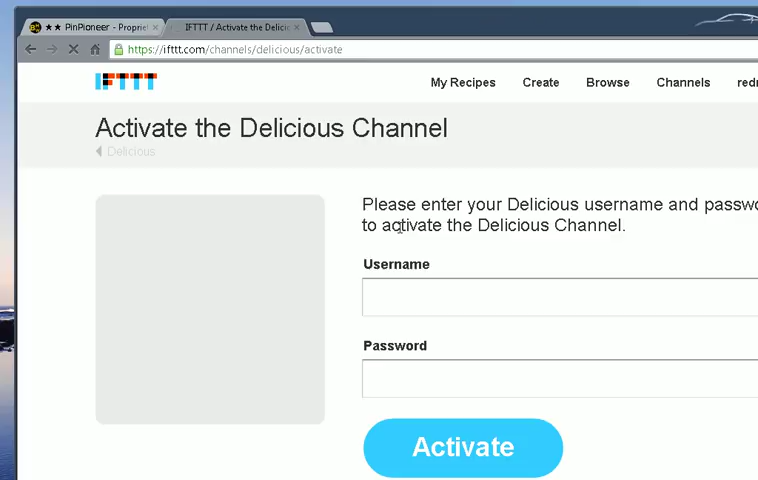 ★★ PinPioneer - Propriet
IFTTT / Activate the Delicio
https://ifttt.com/channels/delicious/activate
IFTTT
My Recipes Create Browse Channels
Activate the Delicious Channel
Delicious
Please enter your Delicious username and
to activate the Delicious Channel.
Username
Password
Activate